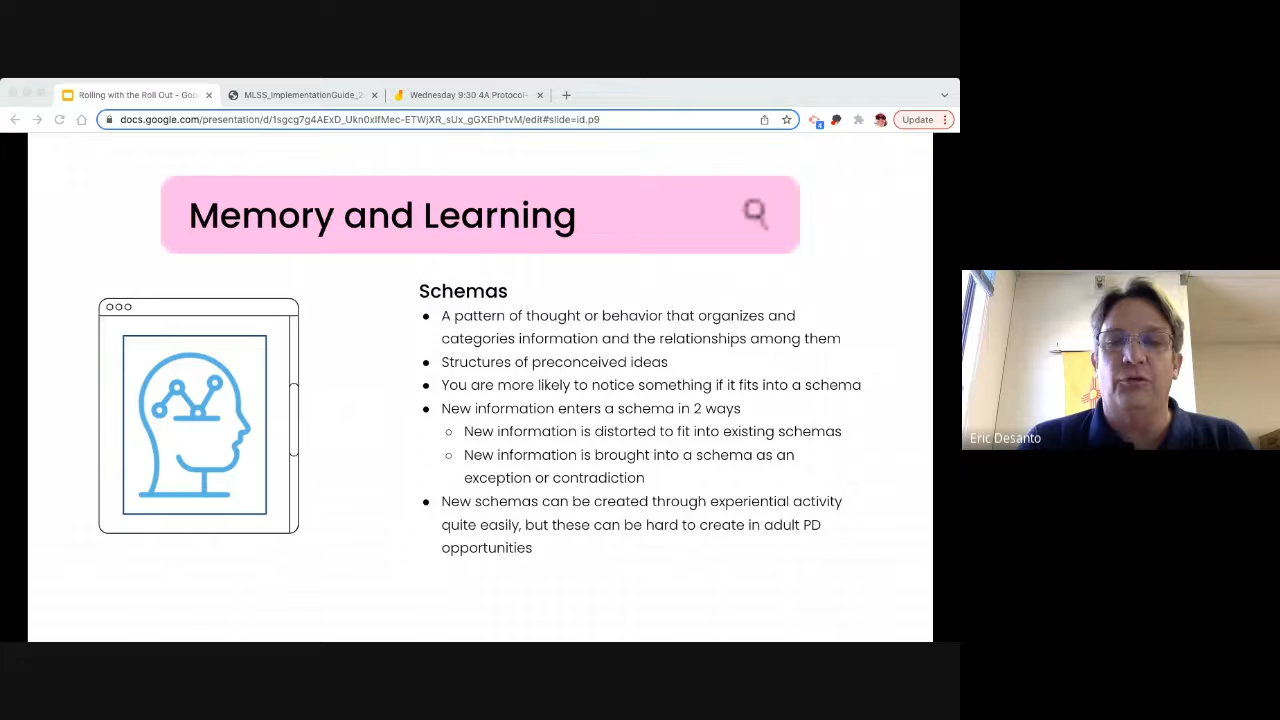 Rolling with the Roll Out - Goo
MLSS_ImplementationGuide_2
Wednesday 9:30 4A Protocol-
docs.google.com/presentation/d/1sgcg7g4AExD_Ukn0xIfMec-ETWjXR_sUx_gGXEhPtvM/edit#slide=id.p9
4
Update
Memory and Learning
Schemas
● A pattern of thought or behavior that organizes and
categories information and the relationships among them
● Structures of preconceived ideas
● You are more likely to notice something if it fits into a schema
● New information enters a schema in 2 ways
○ New information is distorted to fit into existing schemas
○ New information is brought into a schema as an
exception or contradiction
● New schemas can be created through experiential activity
quite easily, but these can be hard to create in adult PD
opportunities
Eric Desanto